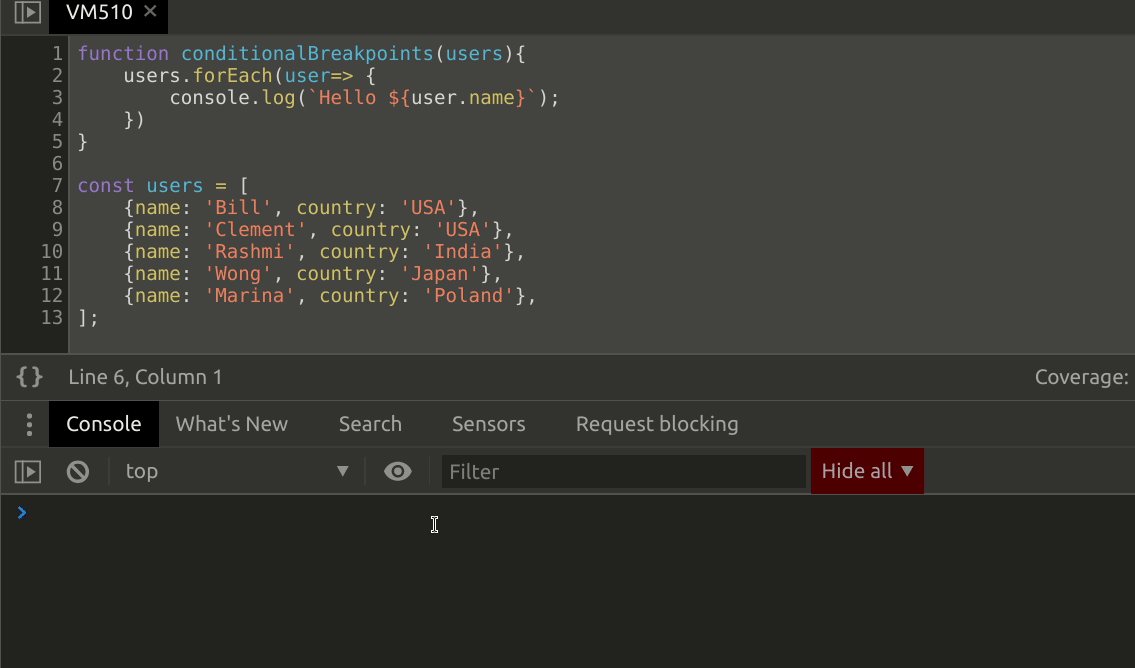 VM510 ×
1 function conditionalBreakpoints(users){
2     users.forEach(user=> {
3         console.log(`Hello ${user.name}`);
4     })
5 }
6
7 const users = [
8     {name: 'Bill', country: 'USA'},
9     {name: 'Clement', country: 'USA'},
10     {name: 'Rashmi', country: 'India'},
11     {name: 'Wong', country: 'Japan'},
12     {name: 'Marina', country: 'Poland'},
13 ];
{} Line 6, Column 1 Coverage:
Console What's New Search Sensors Request blocking
top Filter Hide all
>